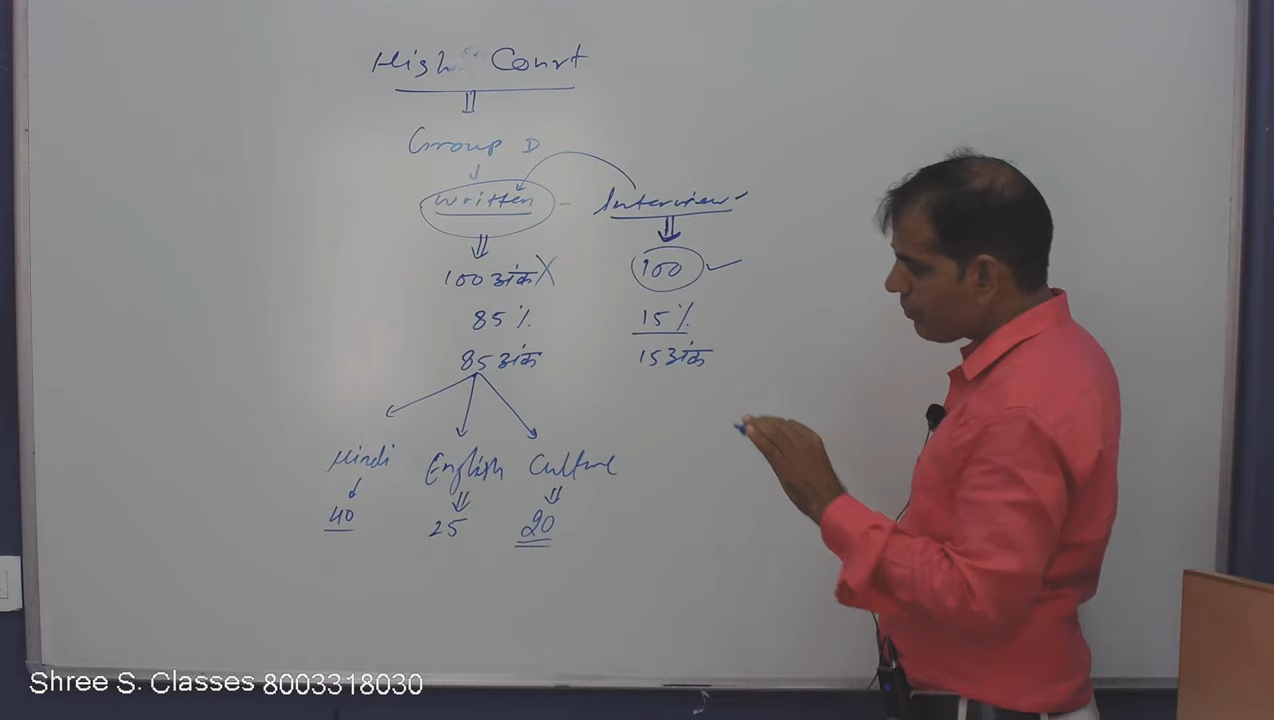 High Court
Group D
Written - Interview
100 अंक X 100
85% 15%
85 अंक 15 अंक
Hindi English Culture
40 25 20
Shree S. Classes 8003318030